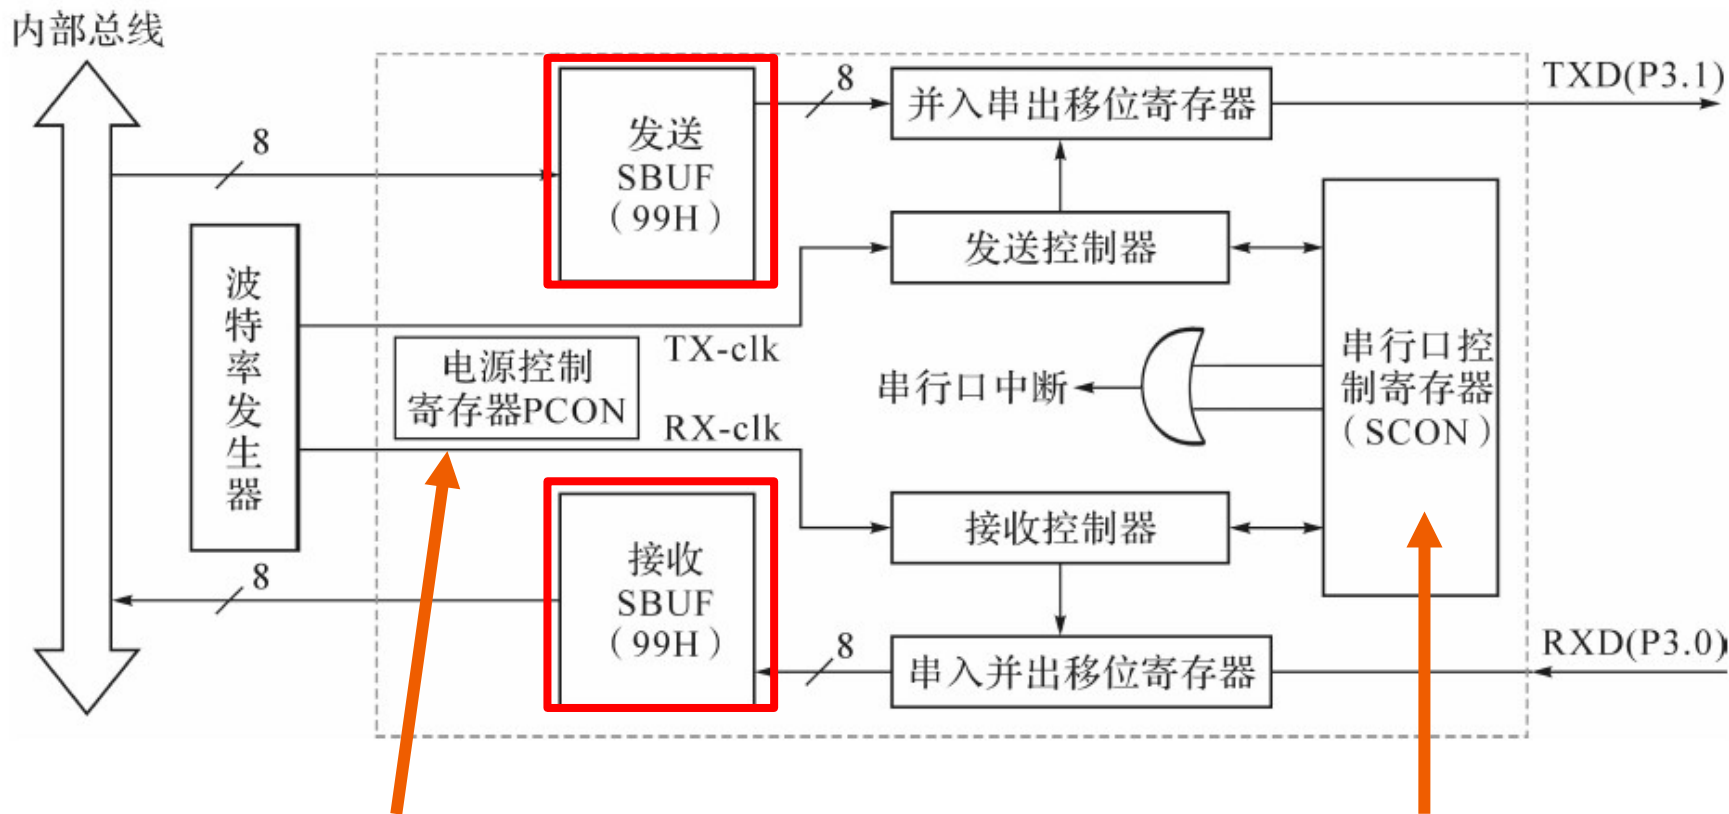 内部总线
TXD(P3.1)
8
并入串出移位寄存器
发送
SBUF
（99H）
8
发送控制器
波特率发生器
TX-clk
电源控制
寄存器PCON
RX-clk
串行口中断
串行口控
制寄存器
（SCON）
接收控制器
接收
SBUF
（99H）
8
8
串入并出移位寄存器
RXD(P3.0)